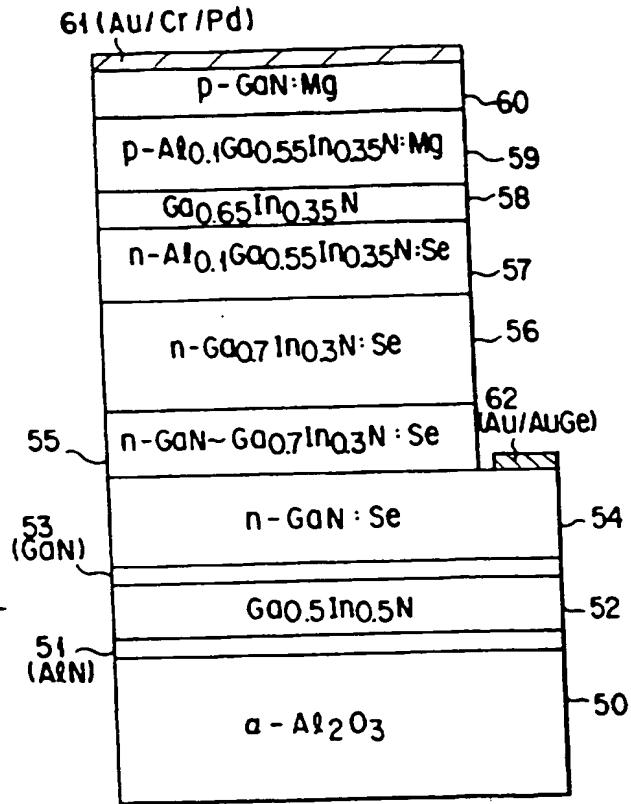 61 (Au/Cr/Pd)
p-GaN:Mg
60
p-Al0.1Ga0.55In0.35N:Mg
59
Ga0.65In0.35N
58
n-Al0.1Ga0.55In0.35N:Se
57
n-Ga0.7In0.3N:Se
56
62
(Au/AuGe)
n-GaN~Ga0.7In0.3N:Se
55
n-GaN:Se
54
53
(GaN)
Ga0.5In0.5N
52
51
(AlN)
a-Al2O3
50